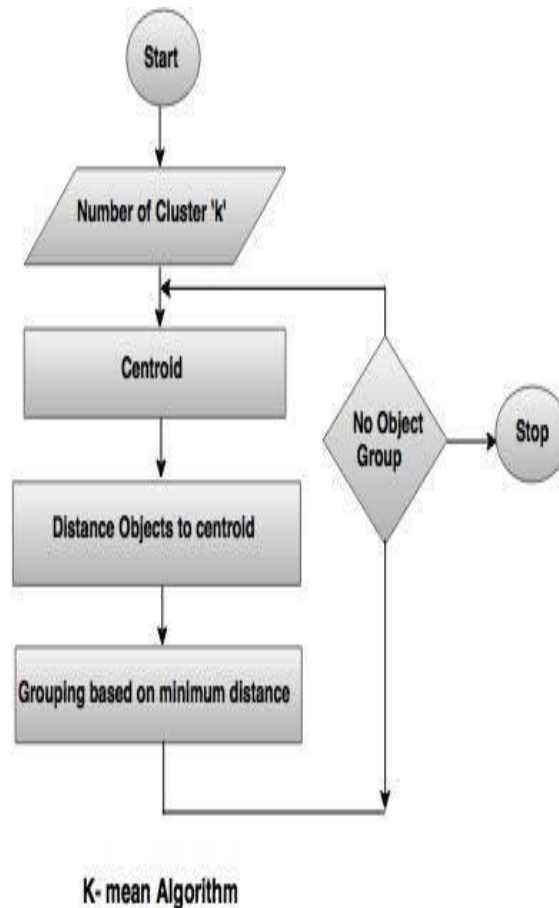 Start
Number of Cluster 'k'
Centroid
Distance Objects to centroid
Grouping based on minimum distance
No Object
Group
Stop
K- mean Algorithm